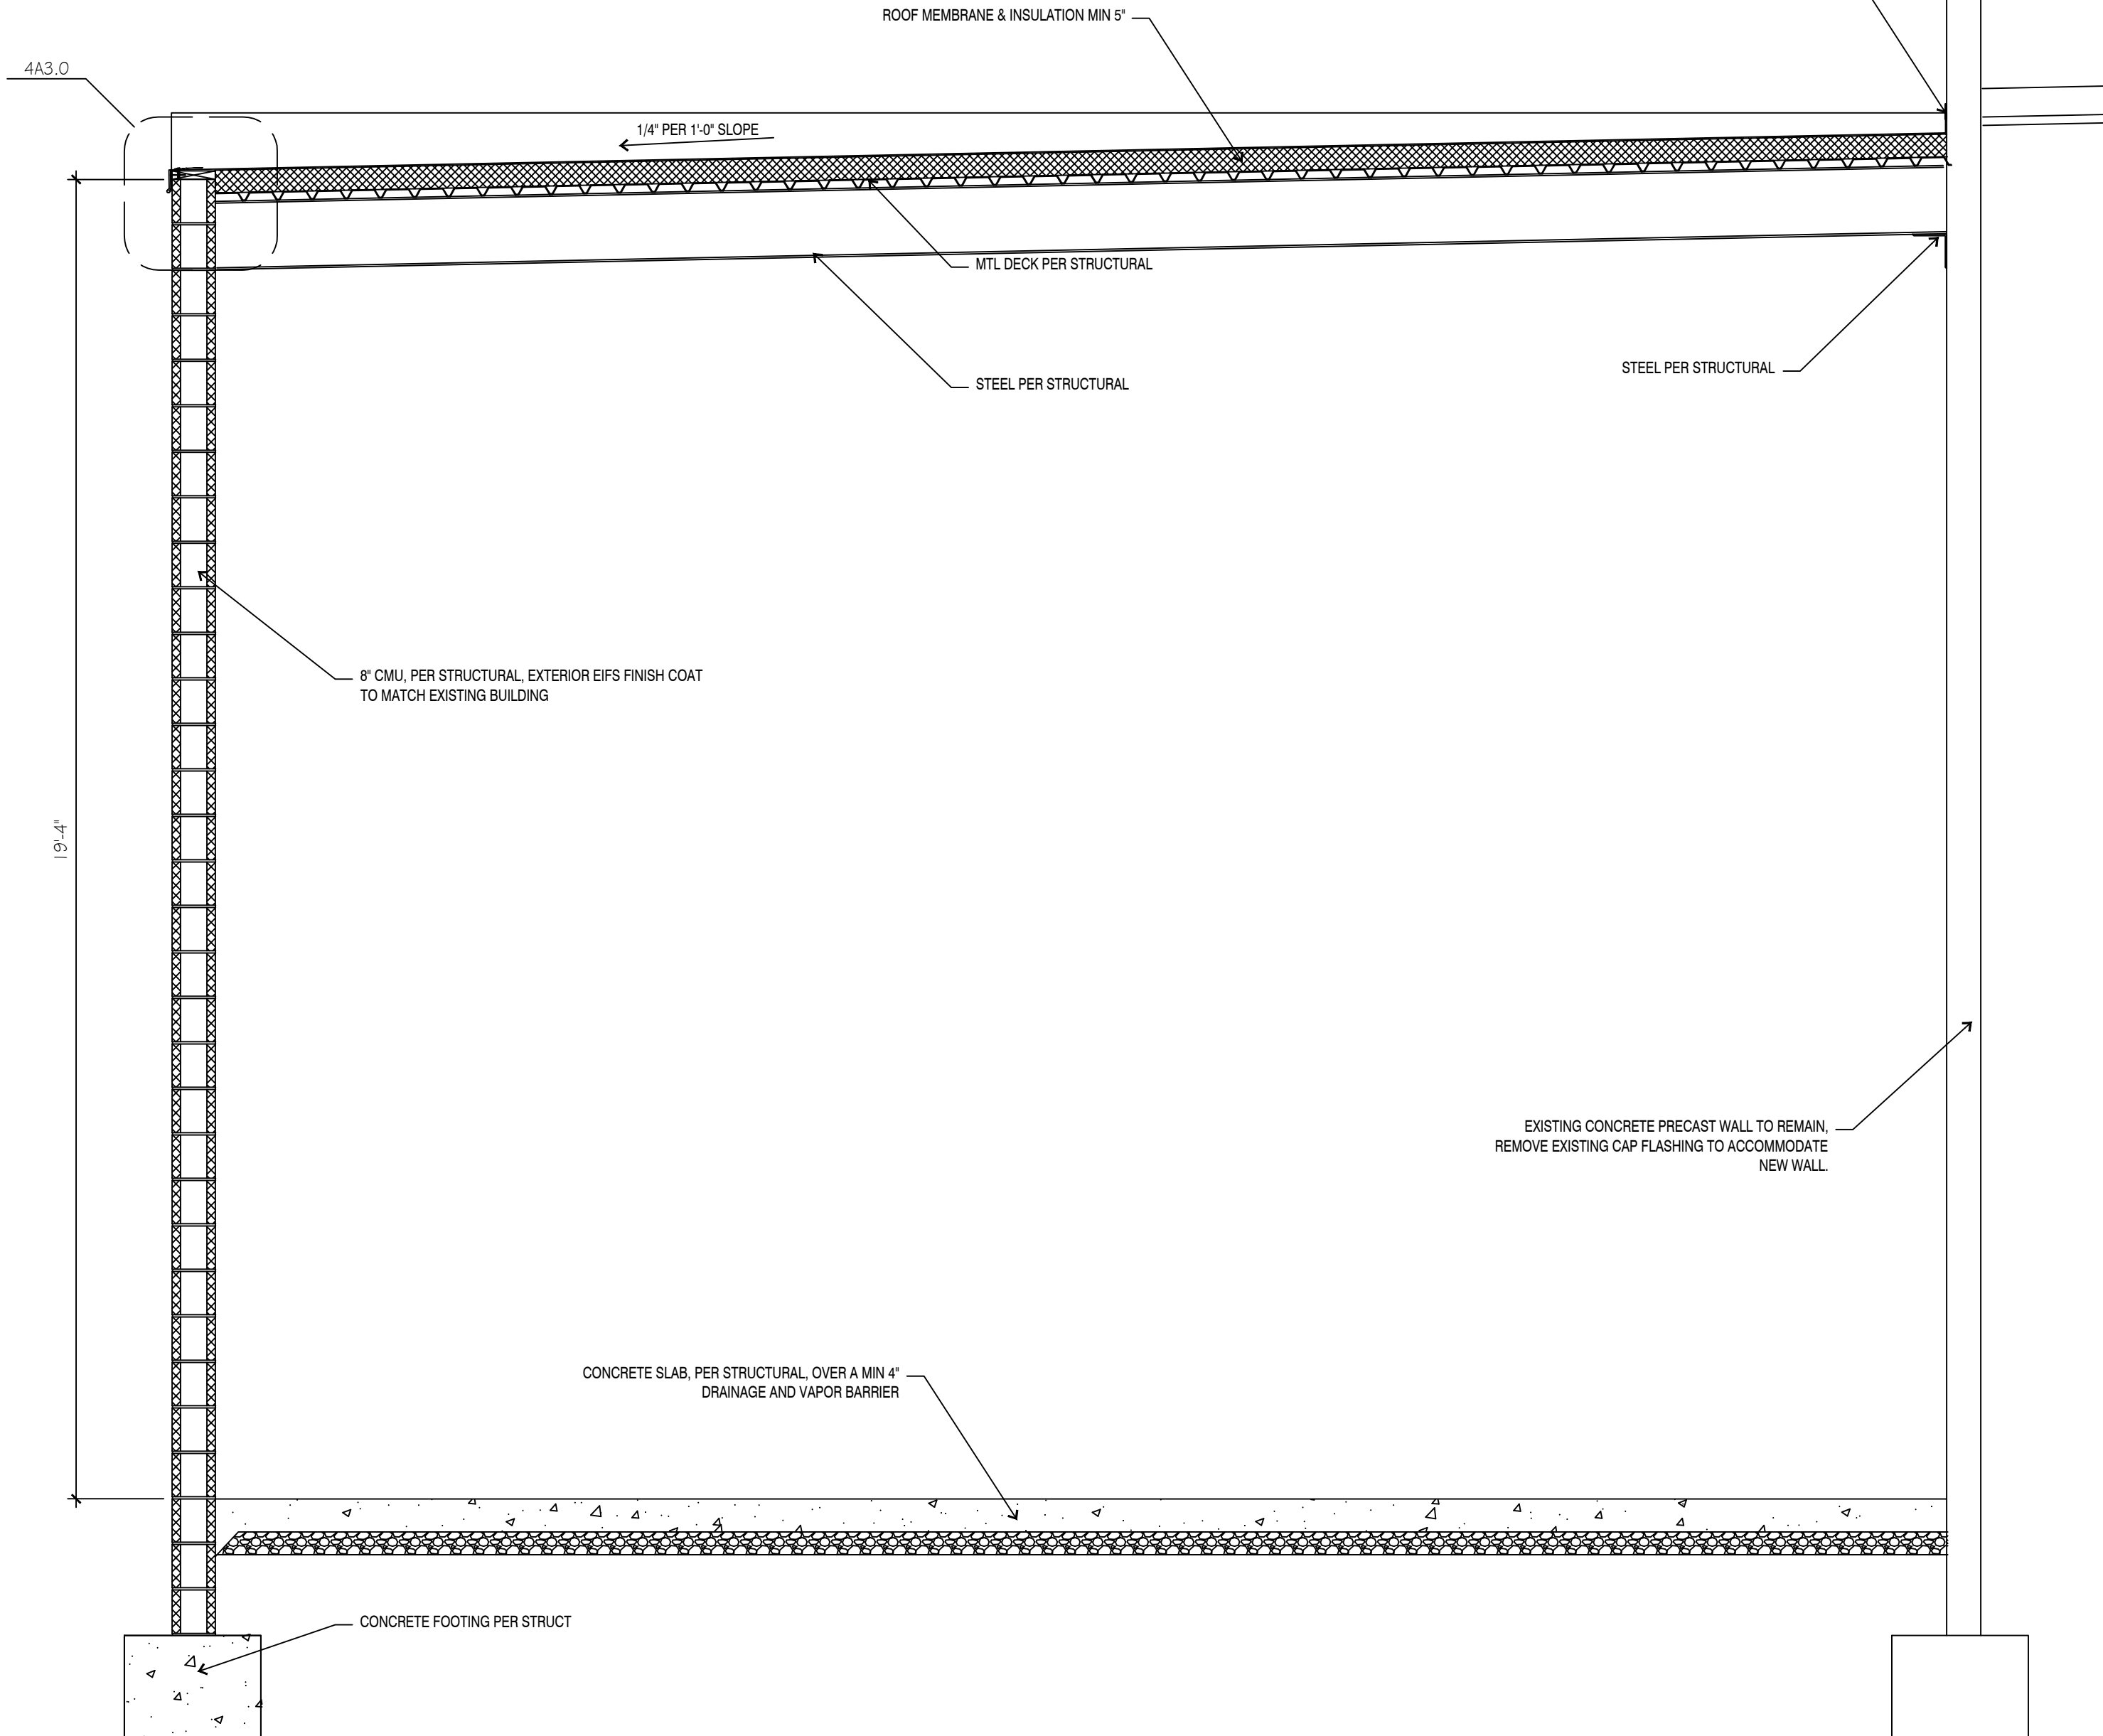 ROOF MEMBRANE & INSULATION MIN 5"
4A3.0
1/4" PER 1'-0" SLOPE
MTL DECK PER STRUCTURAL
STEEL PER STRUCTURAL
STEEL PER STRUCTURAL
8" CMU, PER STRUCTURAL, EXTERIOR EIFS FINISH COAT
TO MATCH EXISTING BUILDING
19'-4"
EXISTING CONCRETE PRECAST WALL TO REMAIN,
REMOVE EXISTING CAP FLASHING TO ACCOMMODATE
NEW WALL.
CONCRETE SLAB, PER STRUCTURAL, OVER A MIN 4"
DRAINAGE AND VAPOR BARRIER
CONCRETE FOOTING PER STRUCT